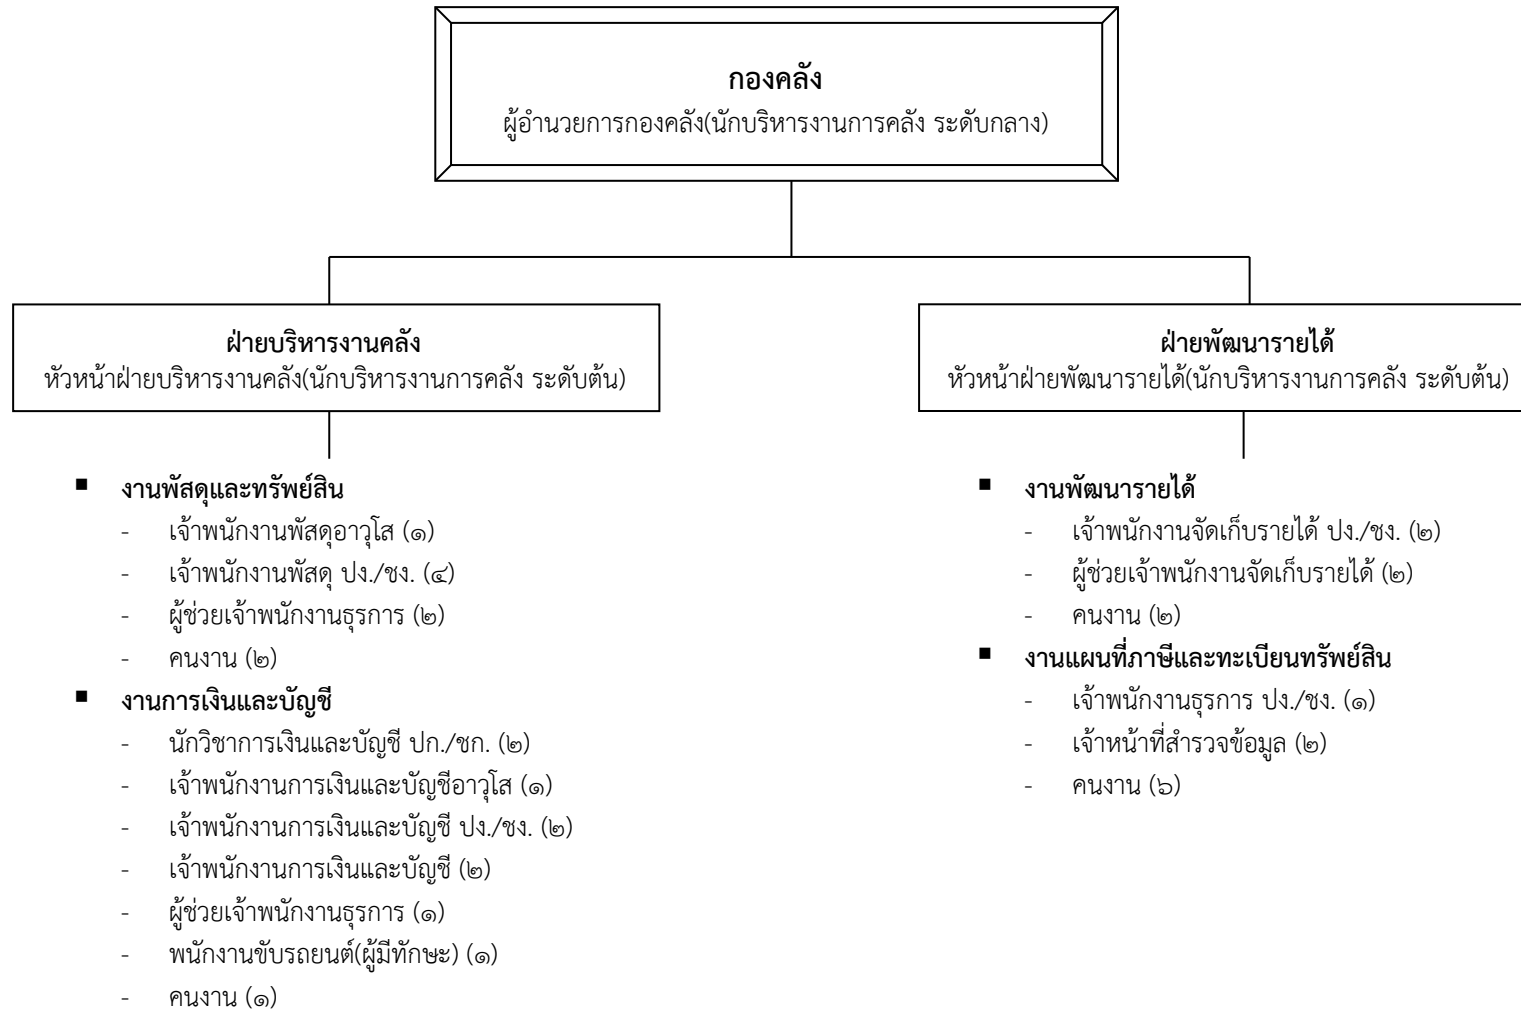 กองคลัง
ผู้อำนวยการกองคลัง(นักบริหารงานการคลัง ระดับกลาง)
ฝ่ายบริหารงานคลัง
หัวหน้าฝ่ายบริหารงานคลัง(นักบริหารงานการคลัง ระดับต้น)
ฝ่ายพัฒนารายได้
หัวหน้าฝ่ายพัฒนารายได้(นักบริหารงานการคลัง ระดับต้น)
▪ งานพัสดุและทรัพย์สิน
- เจ้าพนักงานพัสดุอาวุโส (๑)
- เจ้าพนักงานพัสดุ ปง./ชง. (๔)
- ผู้ช่วยเจ้าพนักงานธุรการ (๒)
- คนงาน (๒)
▪ งานการเงินและบัญชี
- นักวิชาการเงินและบัญชี ปก./ชก. (๒)
- เจ้าพนักงานการเงินและบัญชีอาวุโส (๑)
- เจ้าพนักงานการเงินและบัญชี ปง./ชง. (๒)
- เจ้าพนักงานการเงินและบัญชี (๒)
- ผู้ช่วยเจ้าพนักงานธุรการ (๑)
- พนักงานขับรถยนต์(ผู้มีทักษะ) (๑)
- คนงาน (๑)
▪ งานพัฒนารายได้
- เจ้าพนักงานจัดเก็บรายได้ ปง./ชง. (๒)
- ผู้ช่วยเจ้าพนักงานจัดเก็บรายได้ (๒)
- คนงาน (๒)
▪ งานแผนที่ภาษีและทะเบียนทรัพย์สิน
- เจ้าพนักงานธุรการ ปง./ชง. (๑)
- เจ้าหน้าที่สำรวจข้อมูล (๒)
- คนงาน (๖)